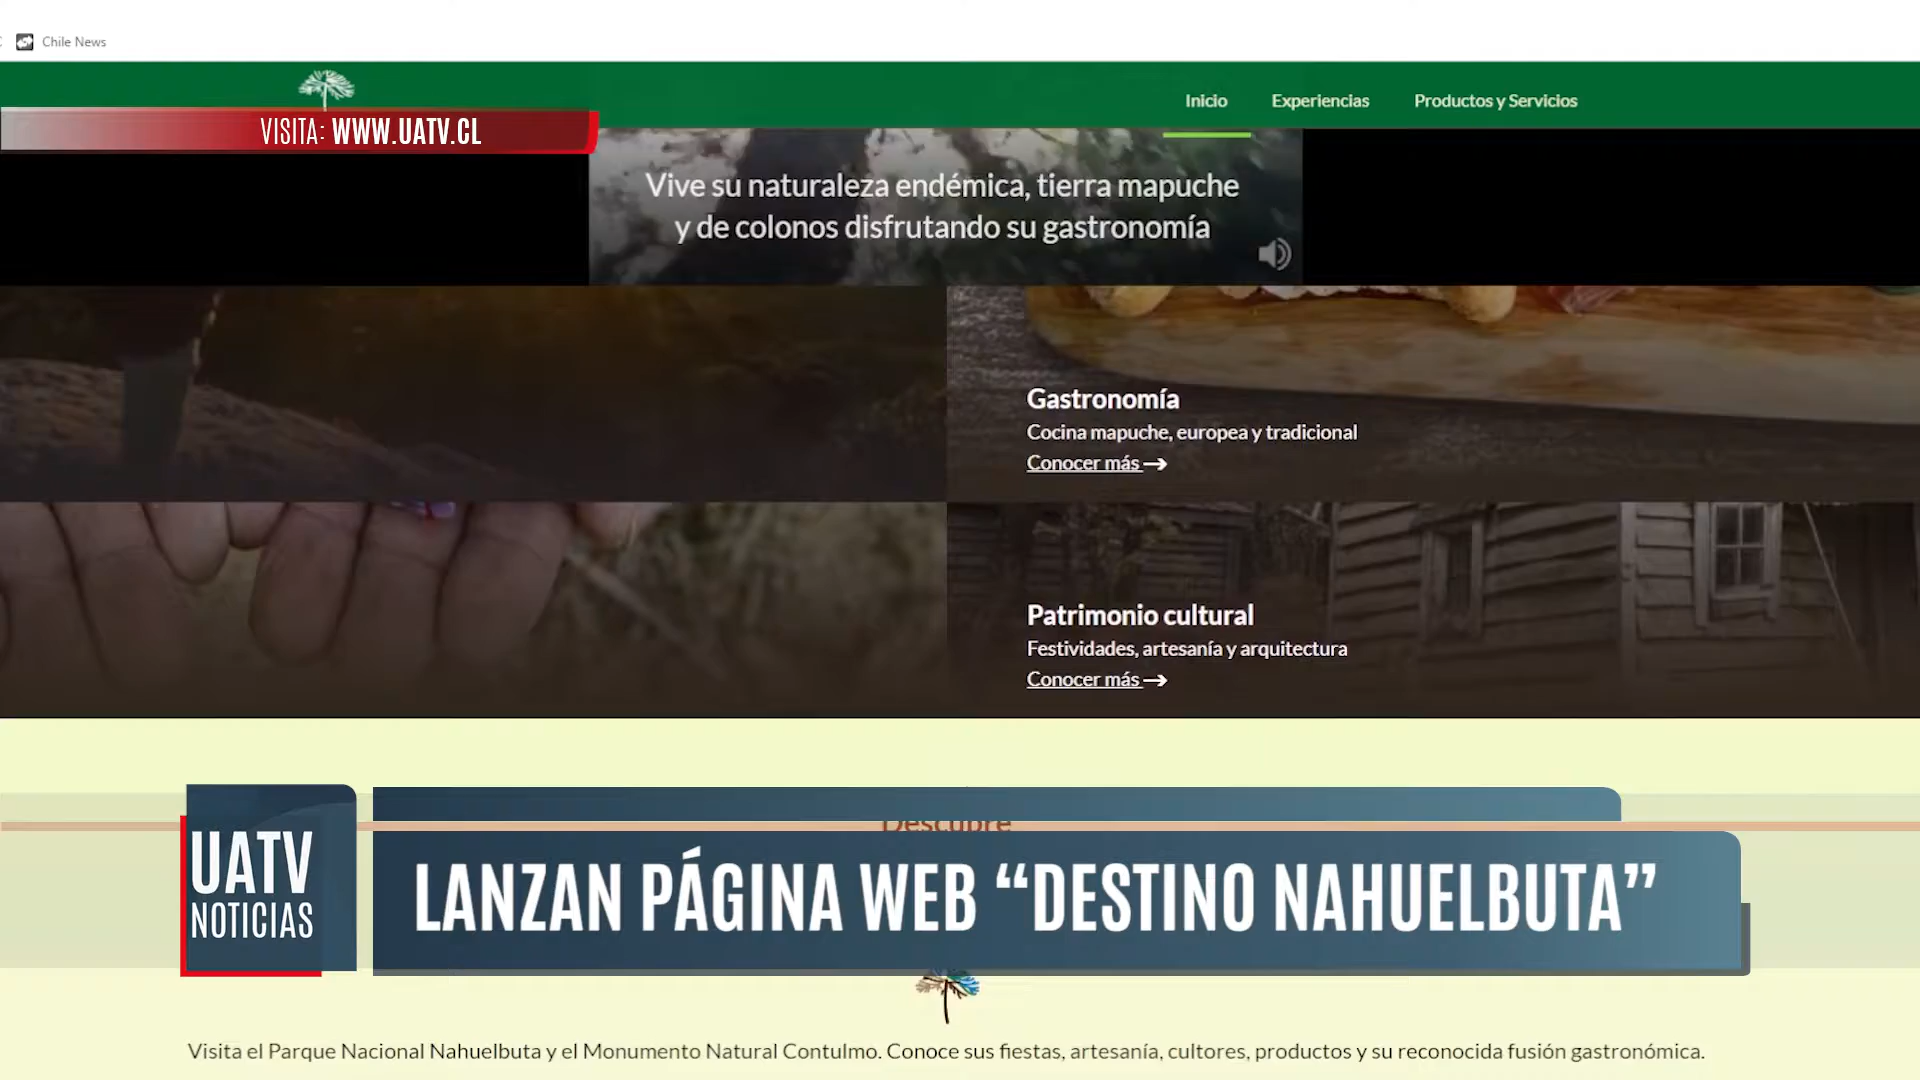 Chile News
Inicio
Experiencias
Productos y Servicios
VISITA: WWW.UATV.CL
Vive su naturaleza endémica, tierra mapuche
y de colonos disfrutando su gastronomía
Gastronomía
Cocina mapuche, europea y tradicional
Conocer más
Patrimonio cultural
Festividades, artesanía y arquitectura
Conocer más
Descubre
UATV
NOTICIAS
LANZAN PÁGINA WEB “DESTINO NAHUELBUTA”
Visita el Parque Nacional Nahuelbuta y el Monumento Natural Contulmo. Conoce sus fiestas, artesanía, cultores, productos y su reconocida fusión gastronómica.